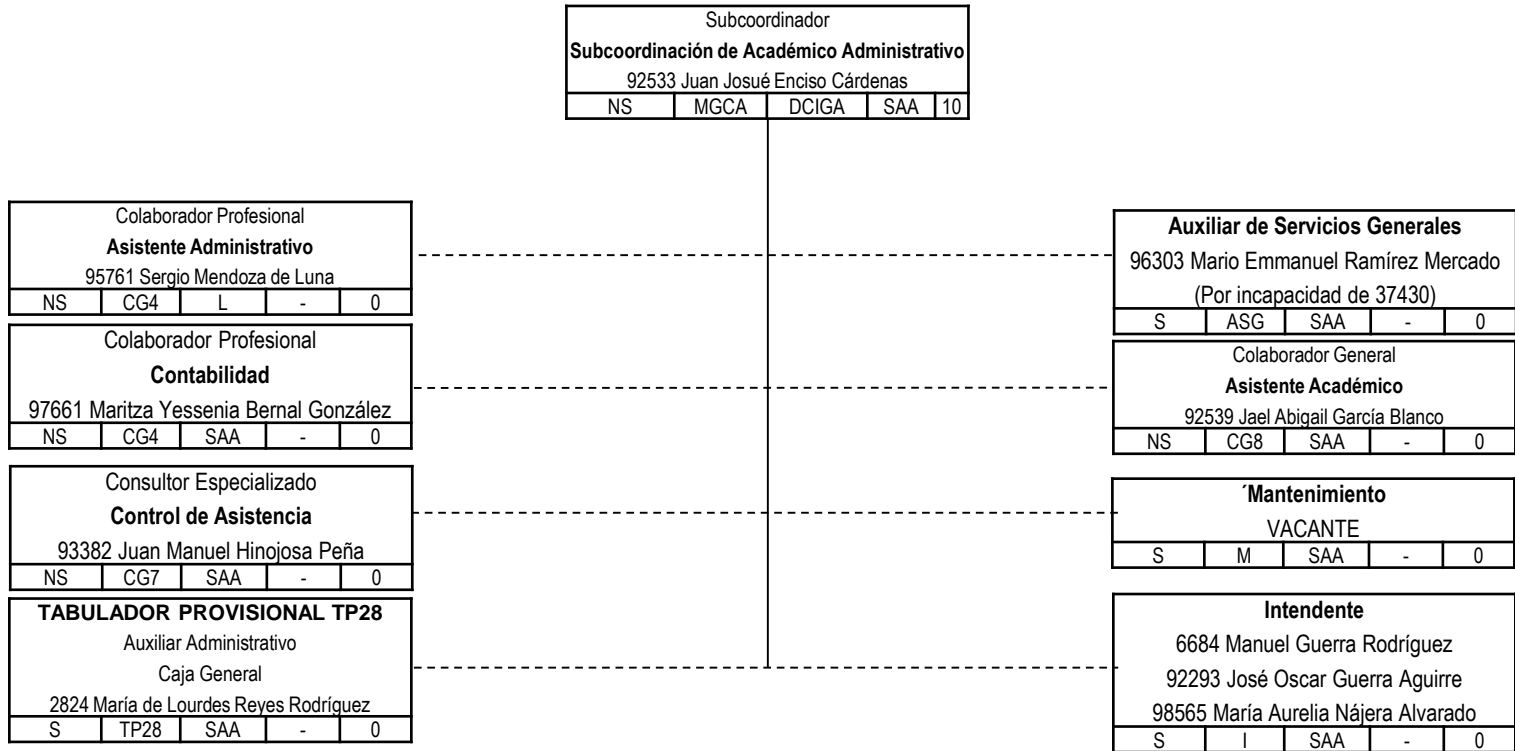 Subcoordinador
Subcoordinación de Académico Administrativo
92533 Juan Josué Enciso Cárdenas
NS MGCA DCIGA SAA 10
Colaborador Profesional
Asistente Administrativo
95761 Sergio Mendoza de Luna
NS CG4 L - 0
Colaborador Profesional
Contabilidad
97661 Maritza Yessenia Bernal González
NS CG4 SAA - 0
Consultor Especializado
Control de Asistencia
93382 Juan Manuel Hinojosa Peña
NS CG7 SAA - 0
TABULADOR PROVISIONAL TP28
Auxiliar Administrativo
Caja General
2824 María de Lourdes Reyes Rodríguez
S TP28 SAA - 0
Auxiliar de Servicios Generales
96303 Mario Emmanuel Ramírez Mercado
(Por incapacidad de 37430)
S ASG SAA - 0
Colaborador General
Asistente Académico
92539 Jael Abigail García Blanco
NS CG8 SAA - 0
´Mantenimiento
VACANTE
S M SAA - 0
Intendente
6684 Manuel Guerra Rodríguez
92293 José Oscar Guerra Aguirre
98565 María Aurelia Nájera Alvarado
S I SAA - 0